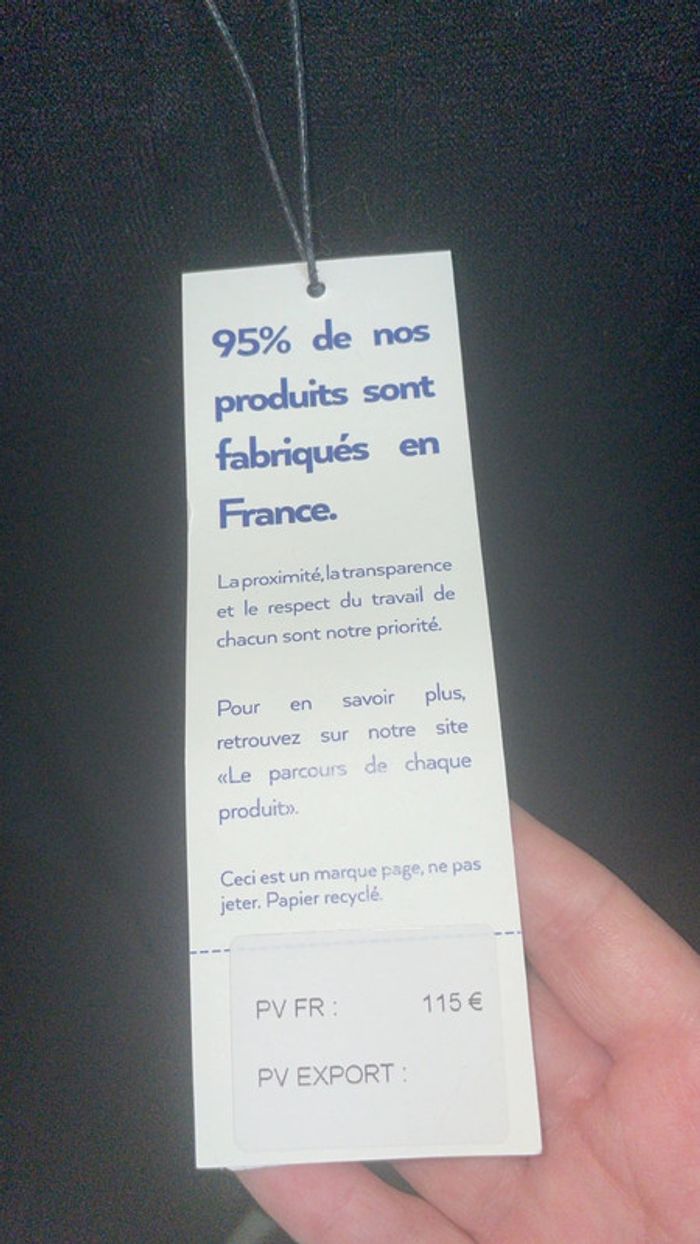 95% de nos
produits sont
fabriqués en
France.
La proximité, la transparence
et le respect du travail de
chacun sont notre priorité.
Pour en savoir plus,
retrouvez sur notre site
«Le parcours de chaque
produit».
Ceci est un marque page, ne pas
jeter. Papier recyclé.
PV FR : 115 €
PV EXPORT :